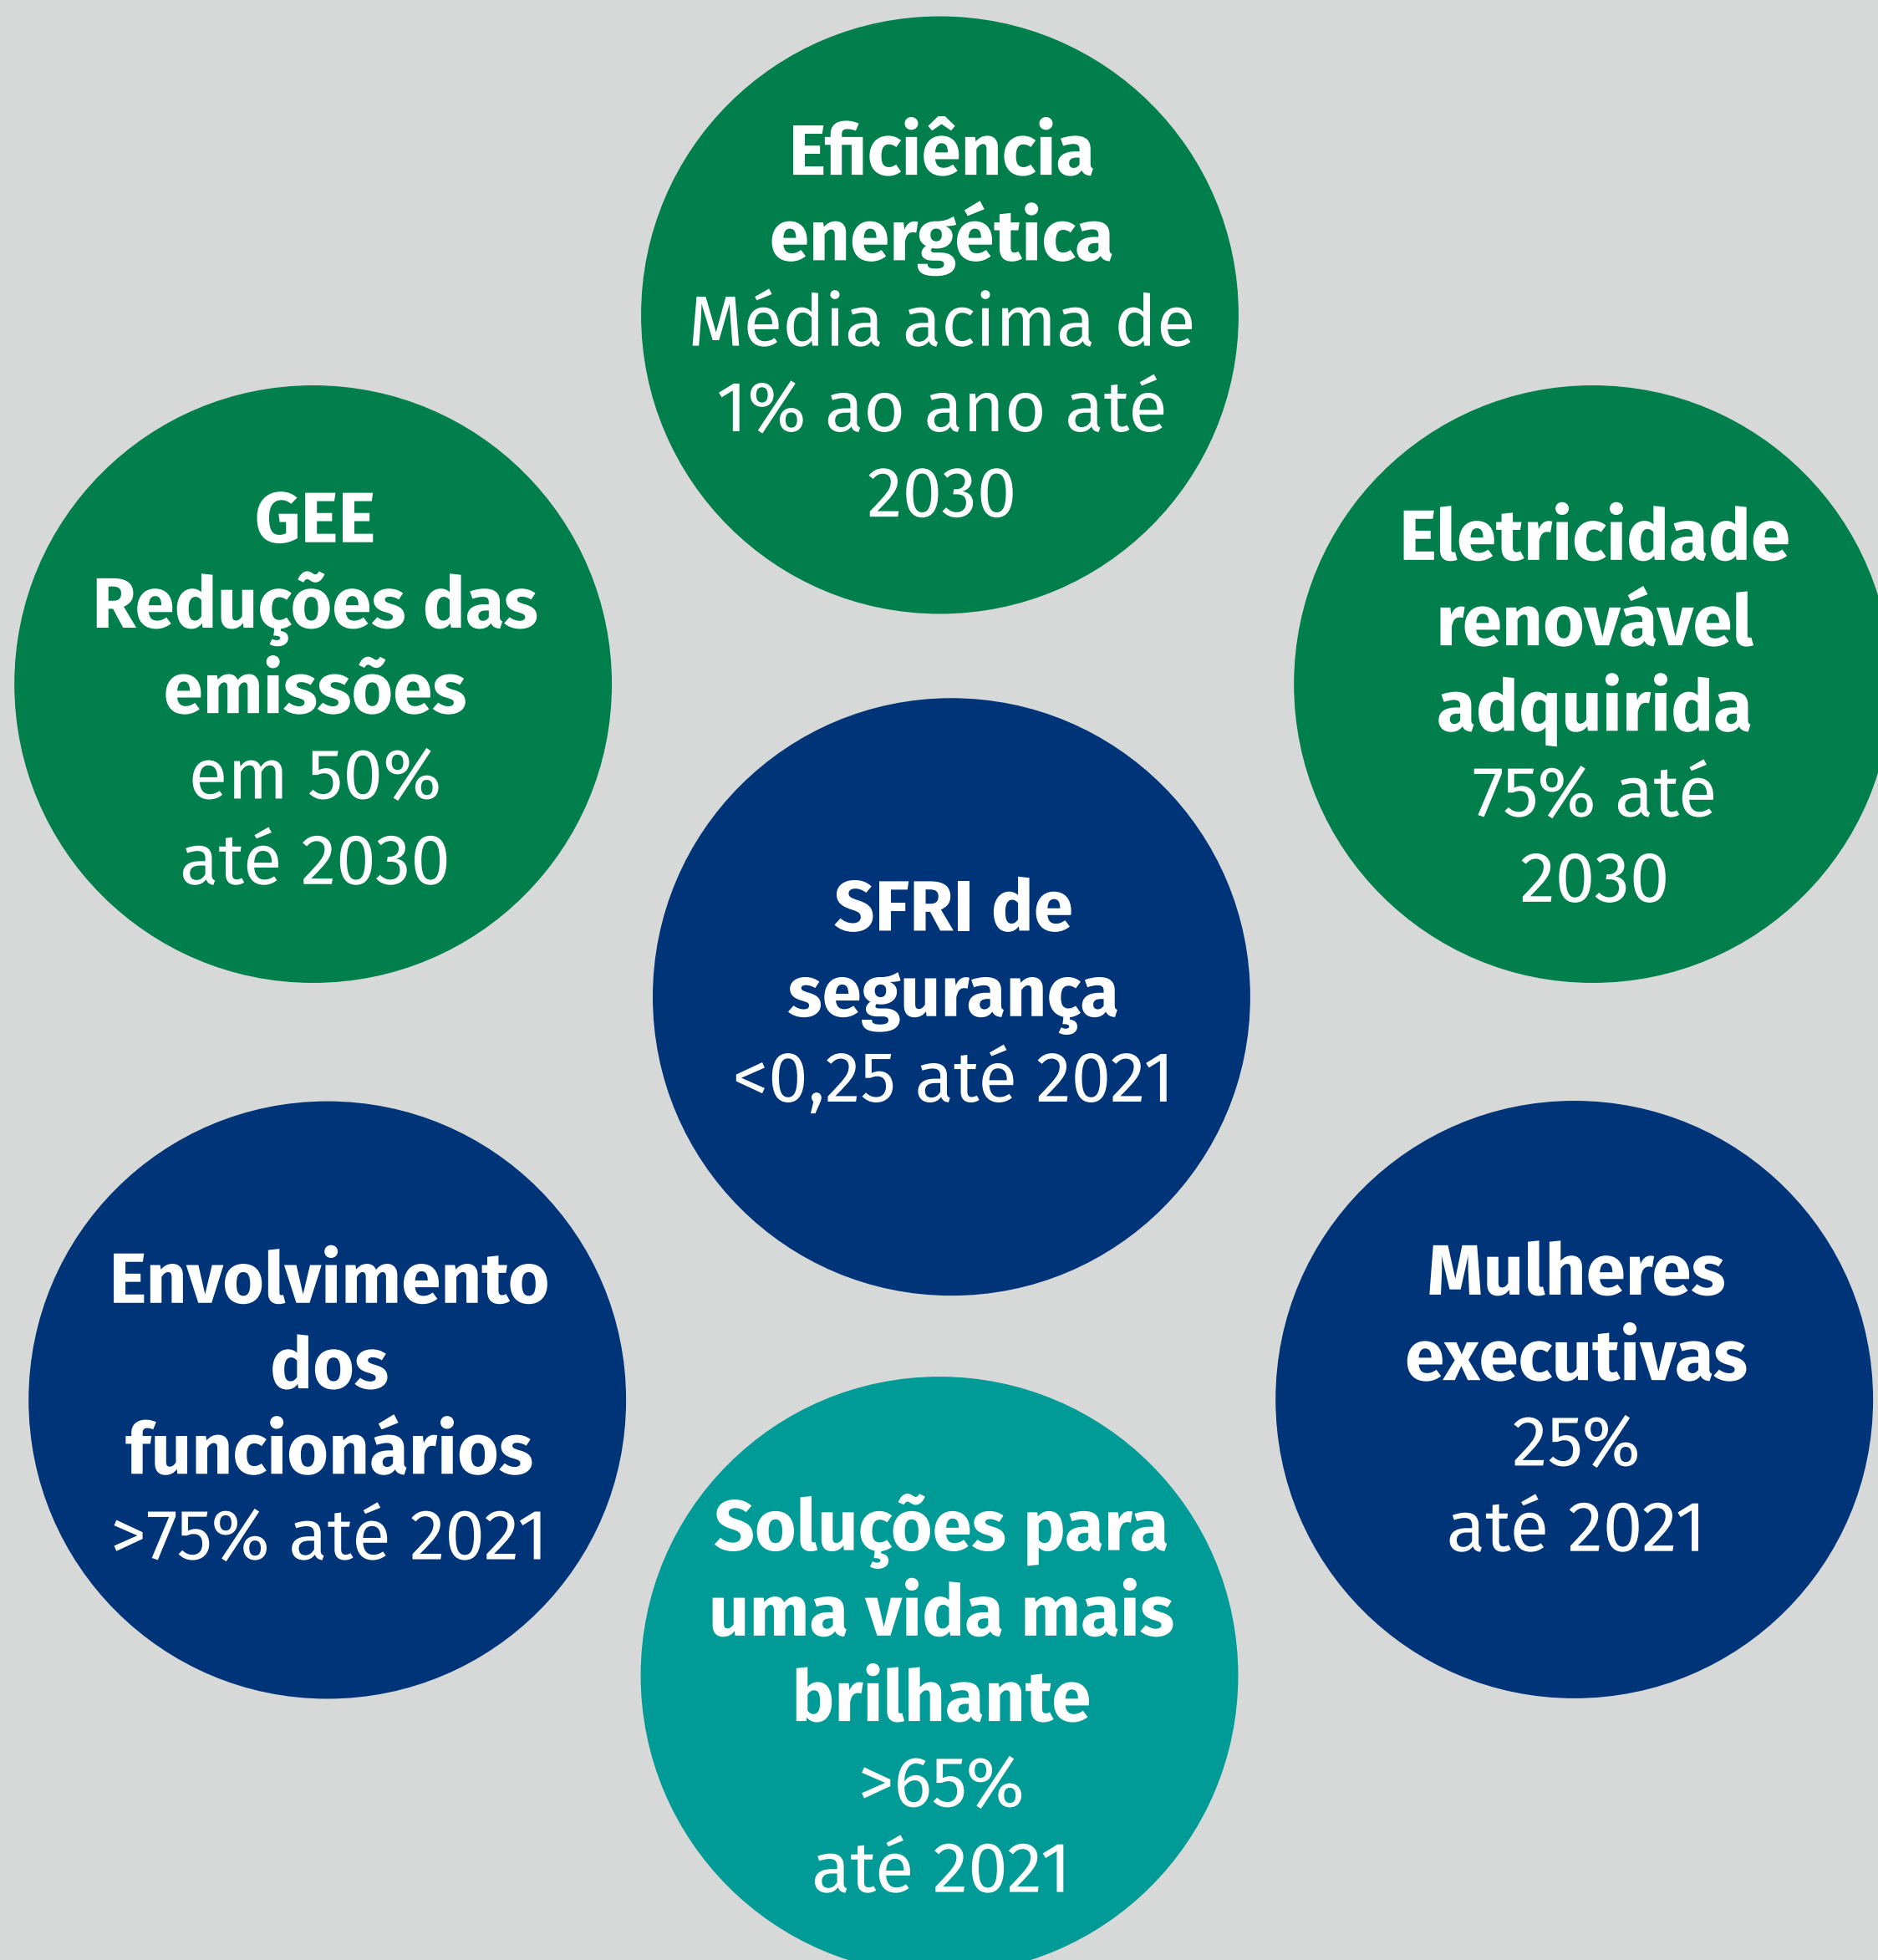 Eficiência
energética
Média acima de
1% ao ano até
2030
GEE
Reduções das
emissões
em 50%
até 2030
Eletricidade
renovável
adquirida
75% até
2030
SFRI de
segurança
<0,25 até 2021
Envolvimento
dos
funcionários
>75% até 2021
Mulheres
executivas
25%
até 2021
Soluções para
uma vida mais
brilhante
>65%
até 2021